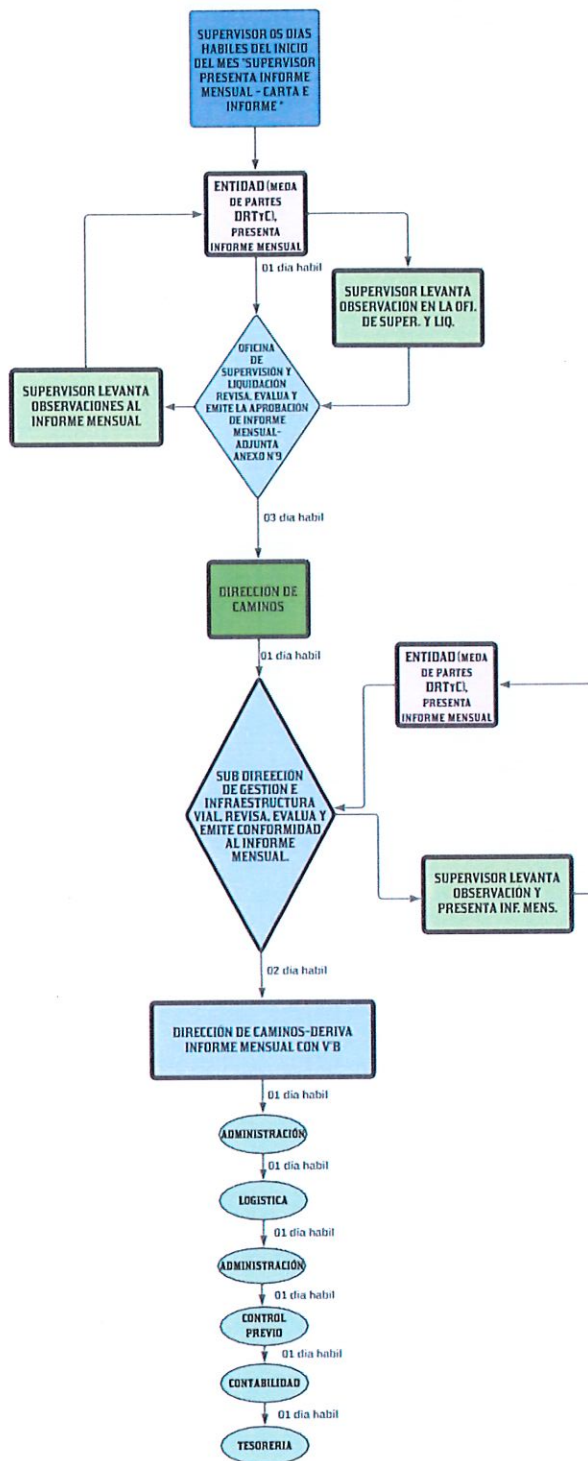 SUPERVISOR 05 DIAS
HABILES DEL INICIO
DEL MES "SUPERVISOR
PRESENTA INFORME
MENSUAL - CARTA E
INFORME "
ENTIDAD (MEDA
DE PARTES
DRTYC),
PRESENTA
INFORME MENSUAL
01 dia habil
SUPERVISOR LEVANTA
OBSERVACION EN LA OFI.
DE SUPER. Y LIQ.
OFICINA
DE
SUPERVISIÓN Y
LIQUIDACIÓN
REVISA, EVALUA Y
EMITE LA APROBACIÓN
DE INFORME
MENSUAL-
ADJUNTA
ANEXO N°9
SUPERVISOR LEVANTA
OBSERVACIONES AL
INFORME MENSUAL
03 dia habil
DIRECCIÓN DE
CAMINOS
01 dia habil
ENTIDAD (MEDA
DE PARTES
DRTYC),
PRESENTA
INFORME MENSUAL
SUB DIREECIÓN
DE GESTION E
INFRAESTRUCTURA
VIAL, REVISA, EVALUA Y
EMITE CONFORMIDAD
AL INFORME
MENSUAL.
SUPERVISOR LEVANTA
OBSERVACIÓN Y
PRESENTA INF. MENS.
02 dia habil
DIRECCIÓN DE CAMINOS-DERIVA
INFORME MENSUAL CON V°B
01 dia habil
ADMINISTRACIÓN
01 dia habil
LOGISTICA
01 dia habil
ADMINISTRACIÓN
01 dia habil
CONTROL
PREVIO
01 dia habil
CONTABILIDAD
01 dia habil
TESORERIA